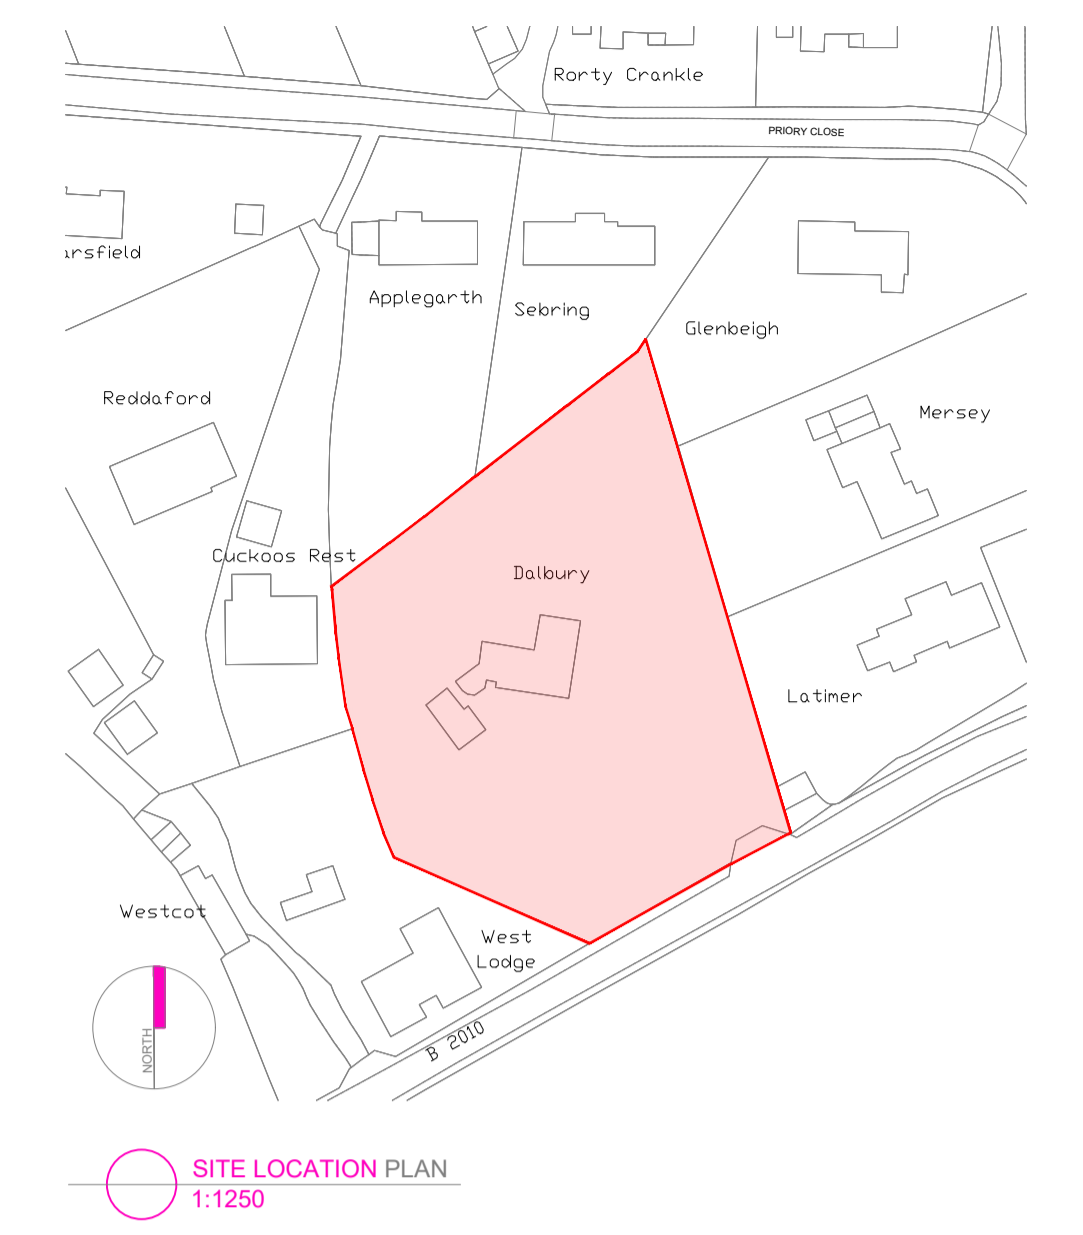 Rorty Crankle
PRIORY CLOSE
arsfield
Applegarth
Sebring
Glenbeigh
Reddaford
Mersey
Cuckoos Rest
Dalbury
Latimer
Westcot
West
Lodge
B 2010
NORTH
SITE LOCATION PLAN
1:1250